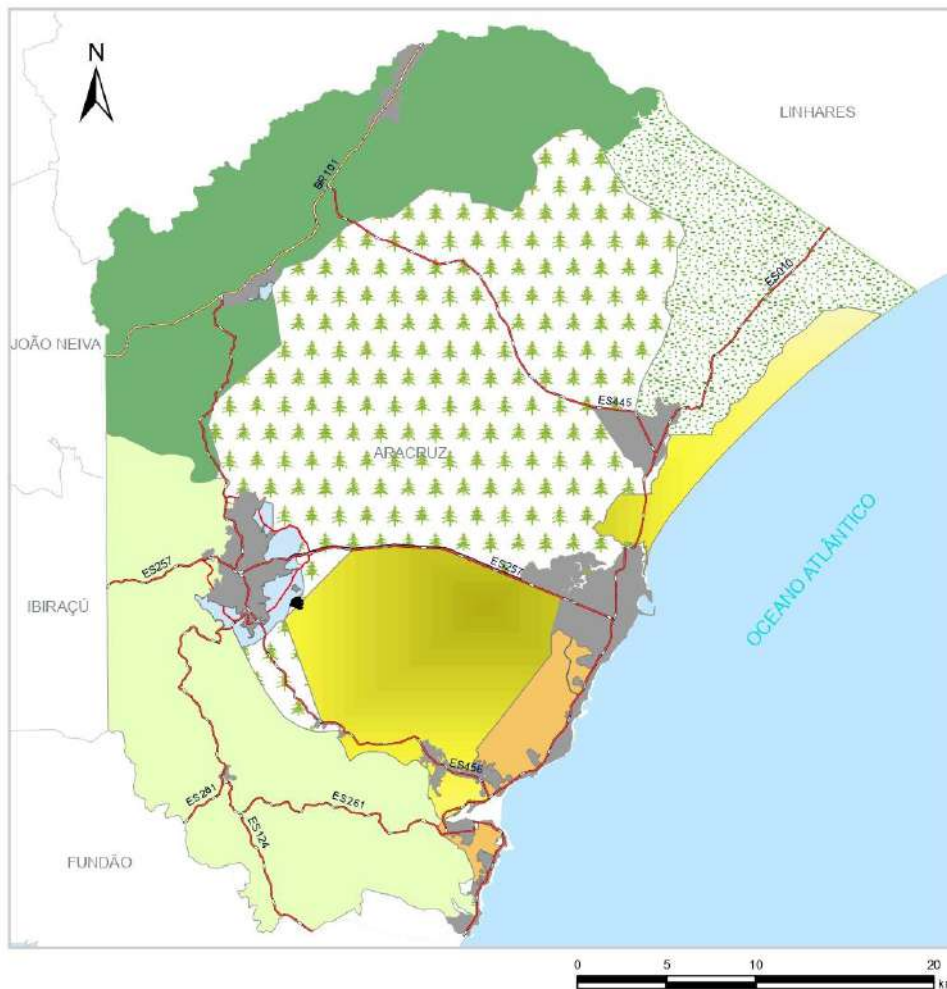 N
LINHARES
BR101
ES010
JOÃO NEIVA
ES445
ARACRUZ
OCEANO ATLÂNTICO
ES257
ES257
IBIRAÇÚ
ES456
ES261
ES261
ES124
FUNDÃO
0 5 10 20